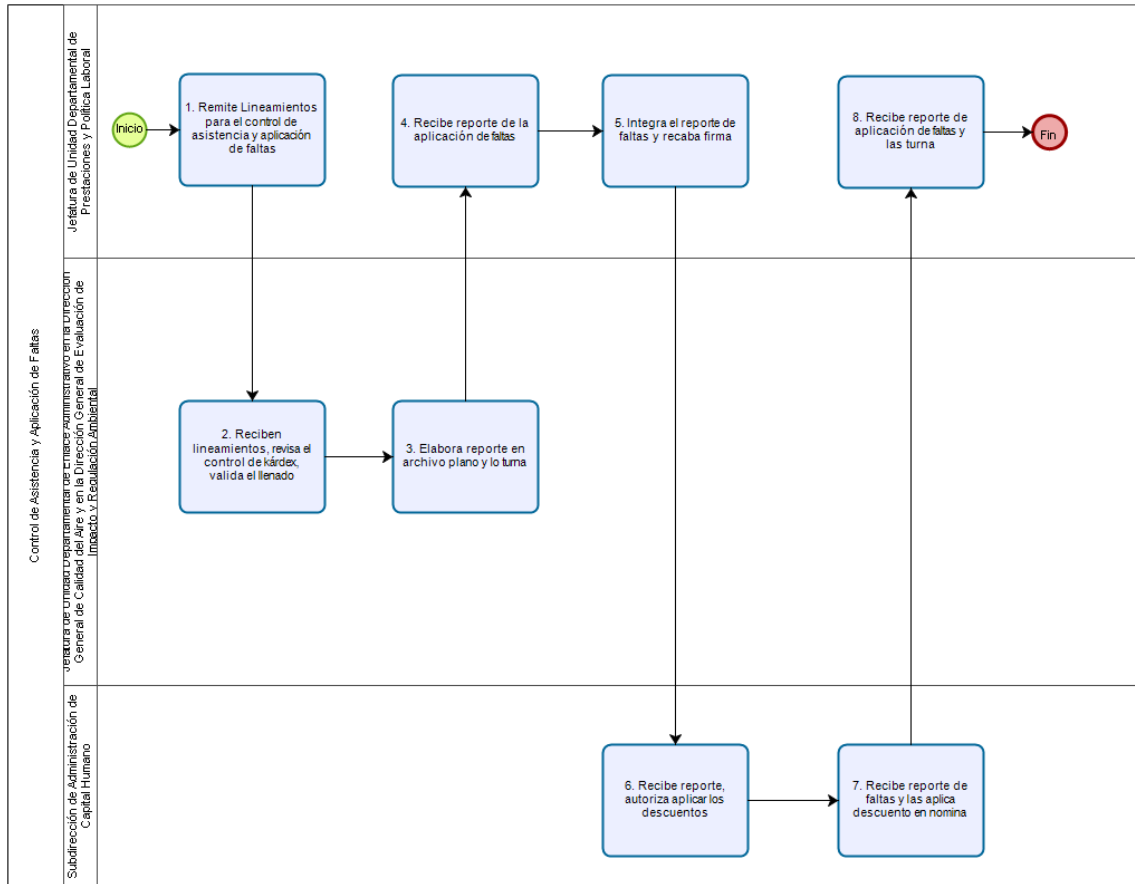 Control de Asistencia y Aplicación de Faltas
Jefatura de Unidad Departamental de
Prestaciones y Política Laboral
Inicio
1. Remite Lineamientos
para el control de
asistencia y aplicación
de faltas
4. Recibe reporte de la
aplicación de faltas
5. Integra el reporte de
faltas y recaba firma
8. Recibe reporte de
aplicación de faltas y
las turna
Fin
Jefatura de Unidad Departamental de Enlace Administrativo en la Dirección
General de Calidad del Aire y en la Dirección General de Evaluación de
Impacto y Regulación Ambiental
2. Reciben
lineamientos, revisa el
control de kárdex,
valida el llenado
3. Elabora reporte en
archivo plano y lo turna
Subdirección de Administración de
Capital Humano
6. Recibe reporte,
autoriza aplicar los
descuentos
7. Recibe reporte de
faltas y las aplica
descuento en nomina